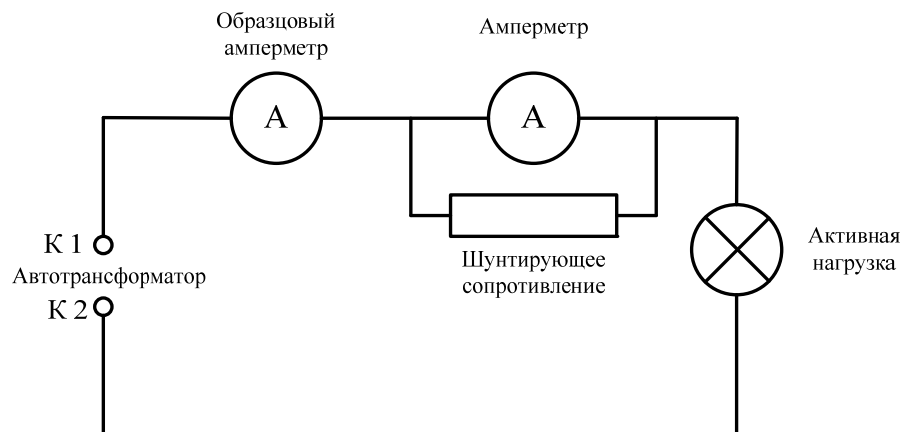 Образцовый
амперметр
Амперметр
А
А
К 1
Автотрансформатор
К 2
Шунтирующее
сопротивление
Активная
нагрузка